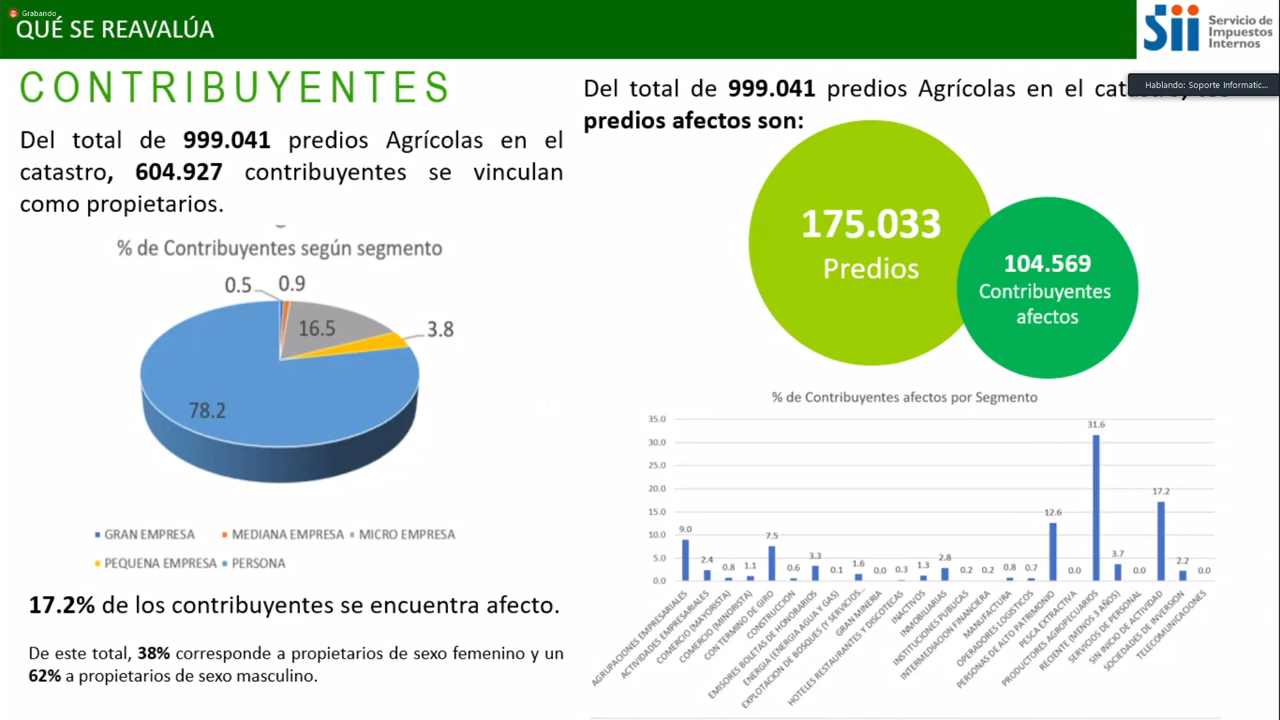 Grabando
QUÉ SE REAVALÚA
Sii Servicio de
Impuestos
Internos
Hablando: Soporte Informatic...
CONTRIBUYENTES
Del total de 999.041 predios Agrícolas en el
catastro, 604.927 contribuyentes se vinculan
como propietarios.
% de Contribuyentes según segmento
0.5
0.9
16.5
3.8
78.2
GRAN EMPRESA
MEDIANA EMPRESA
MICRO EMPRESA
PEQUENA EMPRESA
PERSONA
17.2% de los contribuyentes se encuentra afecto.
De este total, 38% corresponde a propietarios de sexo femenino y un
62% a propietarios de sexo masculino.
Del total de 999.041 predios Agrícolas en el
predios afectos son:
175.033
Predios
104.569
Contribuyentes
afectos
% de Contribuyentes afectos por Segmento
35.0
30.0
25.0
20.0
15.0
10.0
5.0
0.0
9.0
2.4
0.8
1.1
7.5
0.6
3.3
0.1
1.6
0.0
0.3
1.3
2.8
0.2
0.2
0.8
0.7
12.6
0.0
31.6
3.7
0.0
17.2
2.2
0.0
AGRUPACIONES EMPRESARIALES
ACTIVIDADES EMPRESARIALES
COMERCIO (MAYORISTA)
COMERCIO (MINORISTA)
CON TERMINO DE GIRO
CONSTRUCCION
EMISORES BOLETAS DE HONORARIOS
ENERGIA (ENERGIA AGUA Y GAS)
EXPLOTACION DE BOSQUES (Y SERVICIOS...
GRAN MINERIA
HOTELES RESTAURANTES Y DISCOTECAS
INACTIVOS
INMOBILIARIAS
INSTITUCIONES PUBLICAS
INTERMEDIACION FINANCIERA
MANUFACTURA
OPERADORES LOGISTICOS
PERSONAS DE ALTO PATRIMONIO
PESCA EXTRACTIVA
PRODUCTORES AGROPECUARIOS
RECIENTE (MENOS 3 AÑOS)
SERVICIOS DE PERSONAL
SIN INICIO DE ACTIVIDAD
SOCIEDADES DE INVERSION
TELECOMUNICACIONES